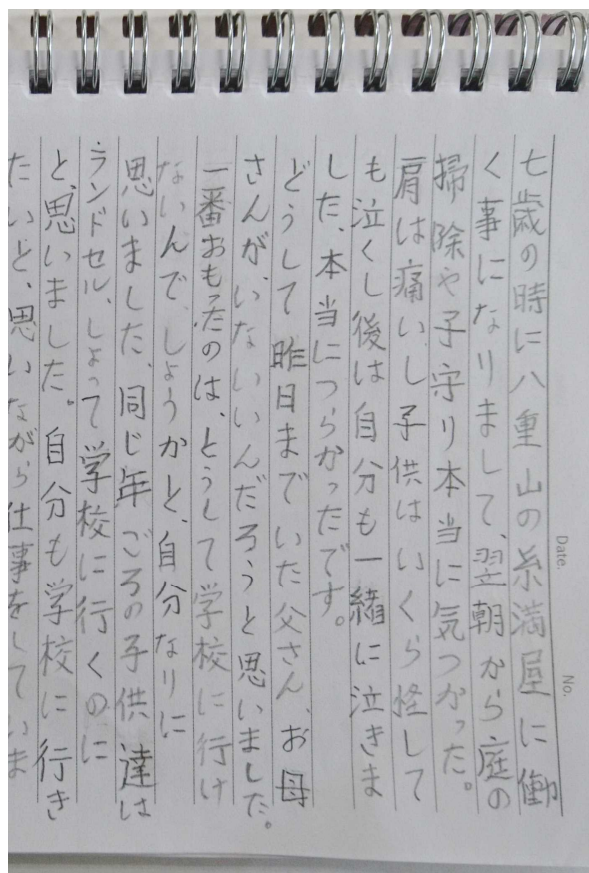 七歳の時に八重山の糸満屋に働
く事になりまして、翌朝から庭の
掃除や子守り本当に気つかった。
肩は痛いし子供はいくら怪して
も泣くし後は自分も一緒に泣きま
した、本当につらかったです。
どうして昨日までいた父さん、お母
さんが、いないいんだろうと思いました。
一番おもったのは、とうして学校に行け
ないんで、しょうかと、自分なりに
思いました、同じ年ごろの子供達は
ランドセル、しょって学校に行くのに
と、思いました。自分も学校に行き
たいと、思いながら仕事をしていま
Date.
No.